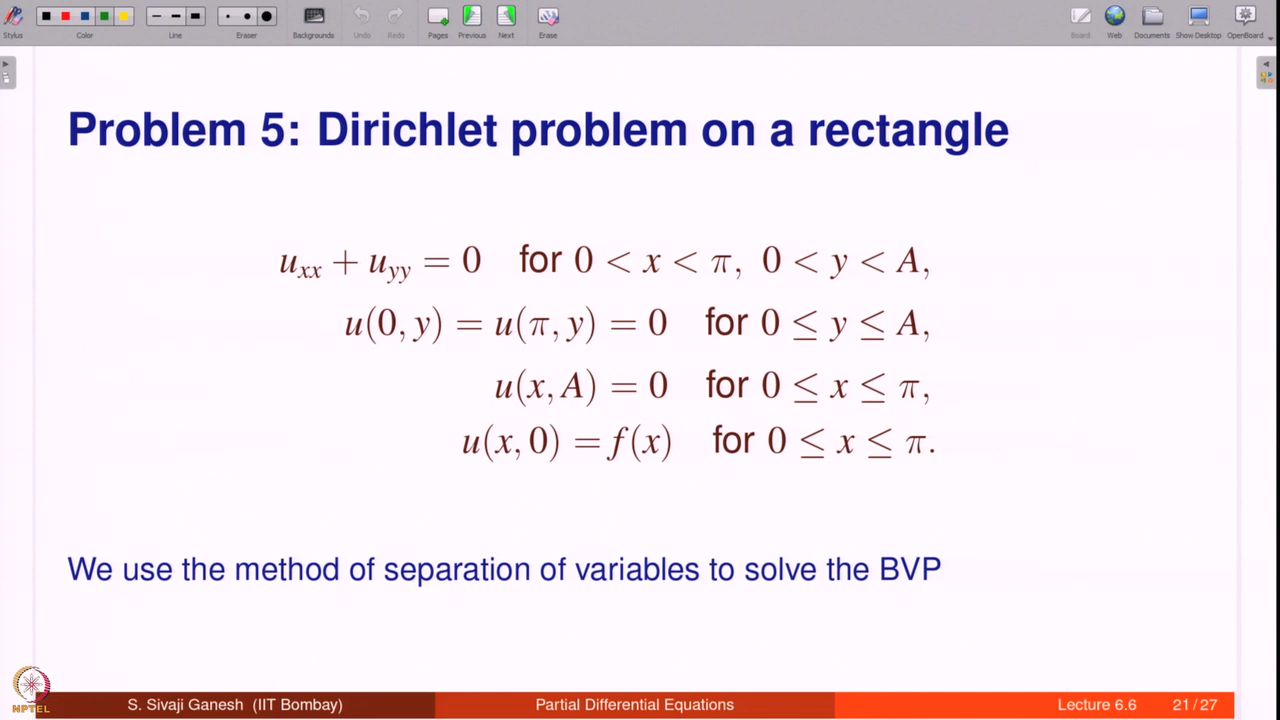 Stylus Color Line Eraser Backgrounds Undo Redo Pages Previous Next Erase Board Web Documents Show Desktop OpenBoard
Problem 5: Dirichlet problem on a rectangle
u_{xx} + u_{yy} = 0 for 0 < x < π, 0 < y < A,
u(0, y) = u(π, y) = 0 for 0 ≤ y ≤ A,
u(x, A) = 0 for 0 ≤ x ≤ π,
u(x, 0) = f(x) for 0 ≤ x ≤ π.
We use the method of separation of variables to solve the BVP
NPTEL
S. Sivaji Ganesh (IIT Bombay) Partial Differential Equations Lecture 6.6 21 / 27